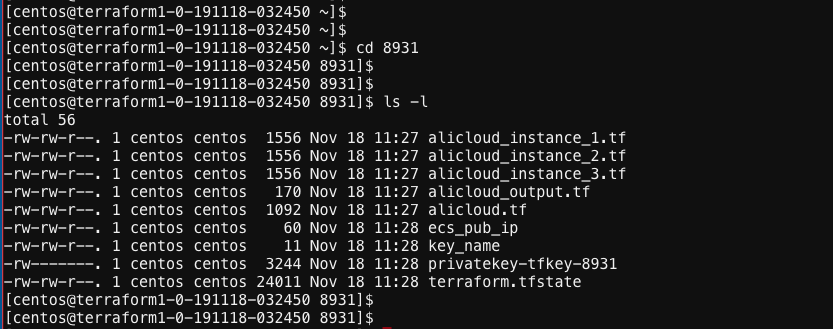 [centos@terraform1-0-191118-032450 ~]$
[centos@terraform1-0-191118-032450 ~]$
[centos@terraform1-0-191118-032450 ~]$ cd 8931
[centos@terraform1-0-191118-032450 8931]$
[centos@terraform1-0-191118-032450 8931]$
[centos@terraform1-0-191118-032450 8931]$ ls -l
total 56
-rw-rw-r--. 1 centos centos  1556 Nov 18 11:27 alicloud_instance_1.tf
-rw-rw-r--. 1 centos centos  1556 Nov 18 11:27 alicloud_instance_2.tf
-rw-rw-r--. 1 centos centos  1556 Nov 18 11:27 alicloud_instance_3.tf
-rw-rw-r--. 1 centos centos   170 Nov 18 11:27 alicloud_output.tf
-rw-rw-r--. 1 centos centos  1092 Nov 18 11:27 alicloud.tf
-rw-rw-r--. 1 centos centos    60 Nov 18 11:28 ecs_pub_ip
-rw-rw-r--. 1 centos centos    11 Nov 18 11:28 key_name
-rw-------. 1 centos centos  3244 Nov 18 11:28 privatekey-tfkey-8931
-rw-rw-r--. 1 centos centos 24011 Nov 18 11:28 terraform.tfstate
[centos@terraform1-0-191118-032450 8931]$
[centos@terraform1-0-191118-032450 8931]$